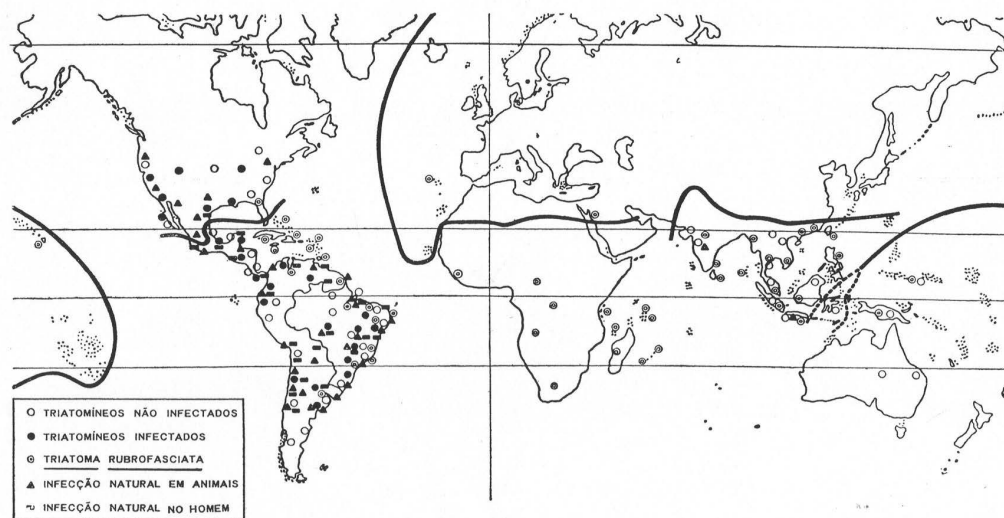 TRIATOMÍNEOS NÃO INFECTADOS
TRIATOMÍNEOS INFECTADOS
TRIATOMA RUBROFASCIATA
INFECÇÃO NATURAL EM ANIMAIS
INFECÇÃO NATURAL NO HOMEM